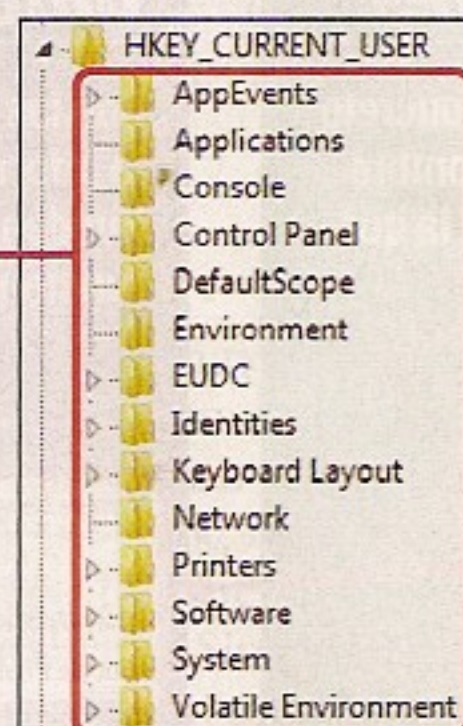 HKEY_CURRENT_USER
AppEvents
Applications
Console
Control Panel
DefaultScope
Environment
EUDC
Identities
Keyboard Layout
Network
Printers
Software
System
Volatile Environment